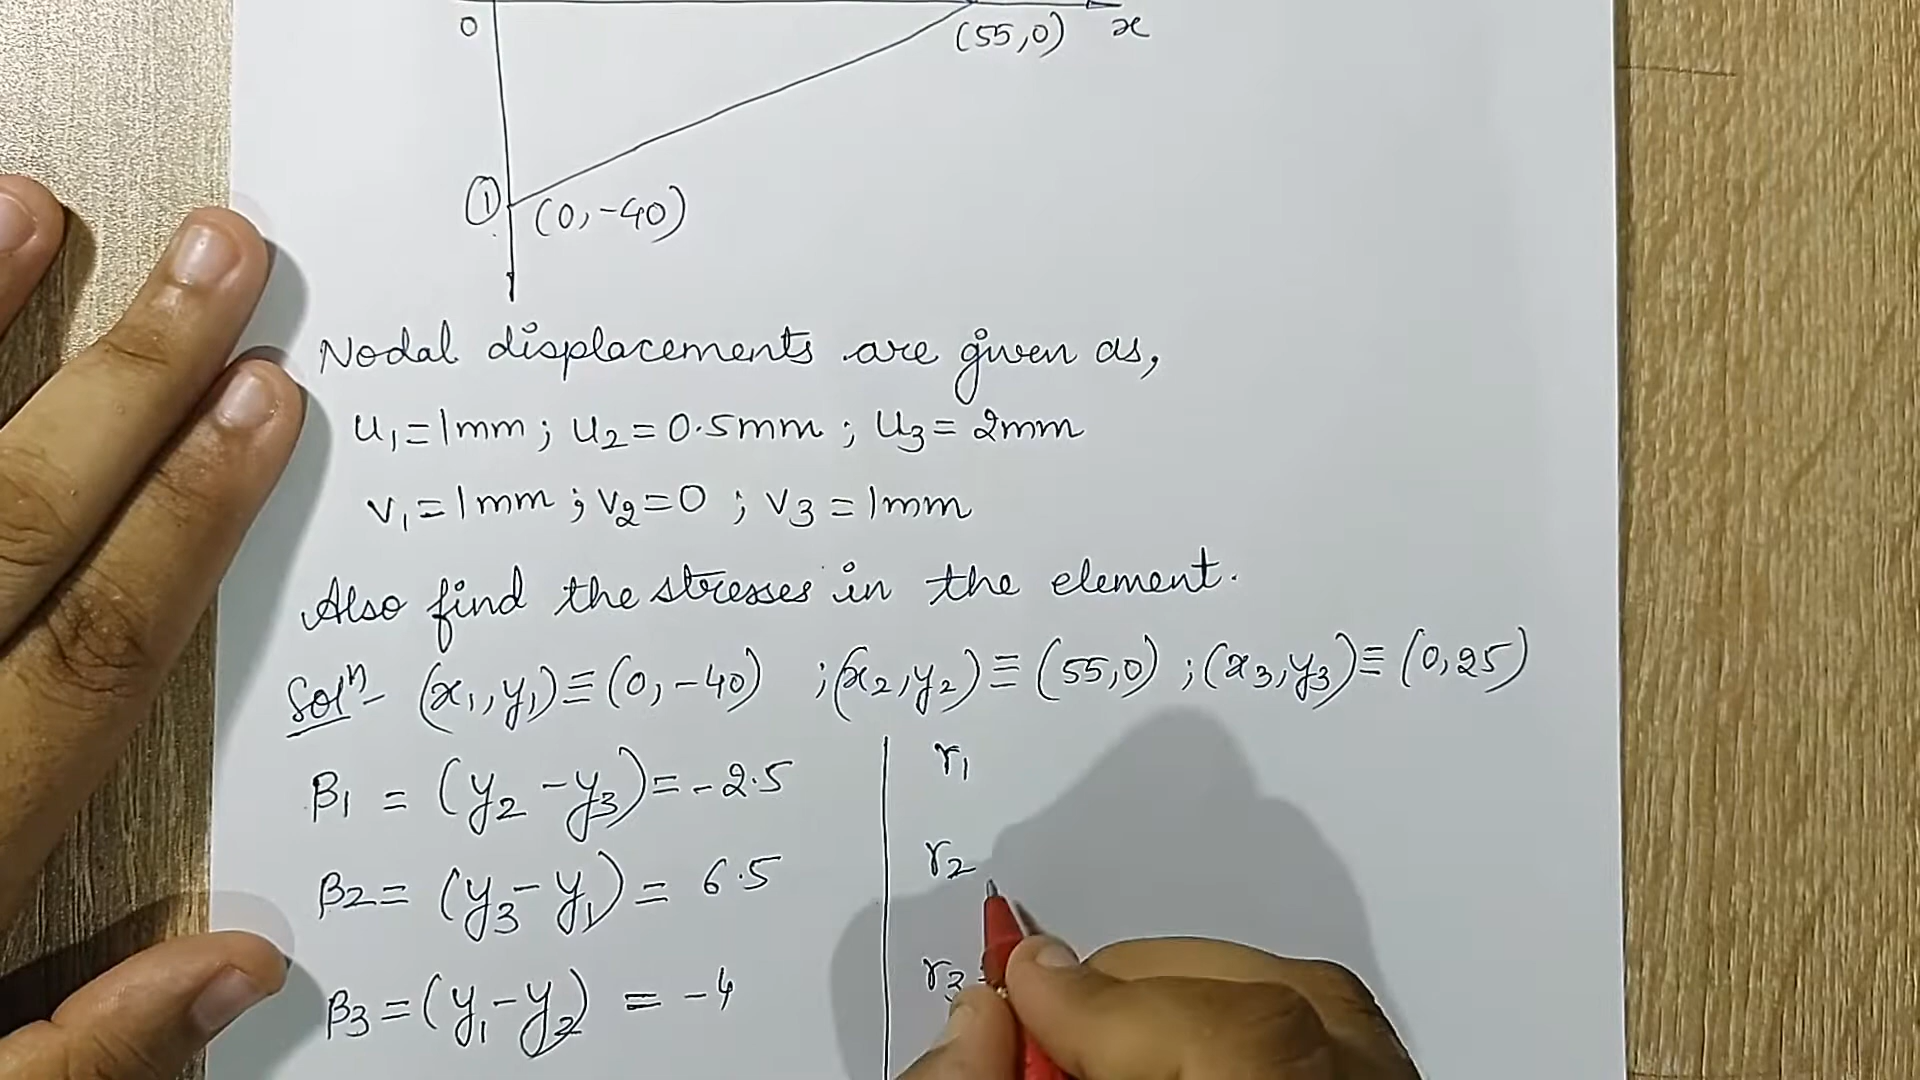 0
(55,0) x
① (0,-40)
Nodal displacements are given as,
u₁=1mm; u₂=0.5mm; u₃=2mm
v₁=1mm; v₂=0; v₃=1mm
Also find the stresses in the element.
Solⁿ- (x₁,y₁)≡(0,-40) ;(x₂,y₂)≡(55,0) ;(x₃,y₃)≡(0,25)
β₁ = (y₂-y₃)=-2.5
β₂= (y₃-y₁)= 6.5
β₃=(y₁-y₂) = -4
r₁
r₂
r₃